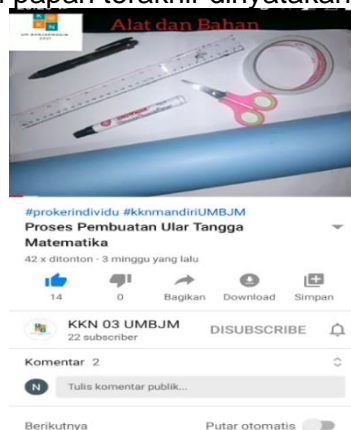 papan terakhir dinyatakan
Alat dan Bahan
#prokerindividu #kknmandiriUMBJM
Proses Pembuatan Ular Tangga
Matematika
42 x ditonton · 3 minggu yang lalu
14
0
Bagikan
Download
Simpan
KKN 03 UMBJM
22 subscriber
DISUBSCRIBE
Komentar 2
N
Tulis komentar publik...
Berikutnya
Putar otomatis